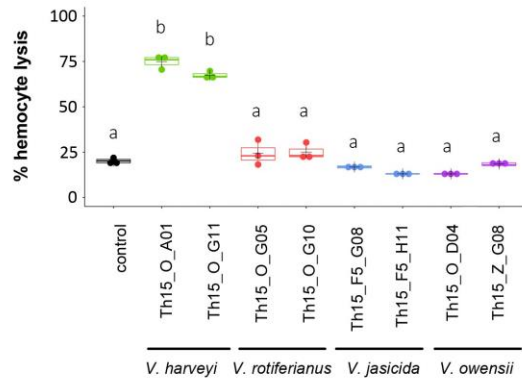 % hemocyte lysis
100
75
50
25
0
a
b
b
a
a
a
a
a
a
control
Th15_O_A01
Th15_O_G11
Th15_O_G05
Th15_O_G10
Th15_F5_G08
Th15_F5_H11
Th15_O_D04
Th15_Z_G08
V. harveyi
V. rotiferianus
V. jasicida
V. owensii